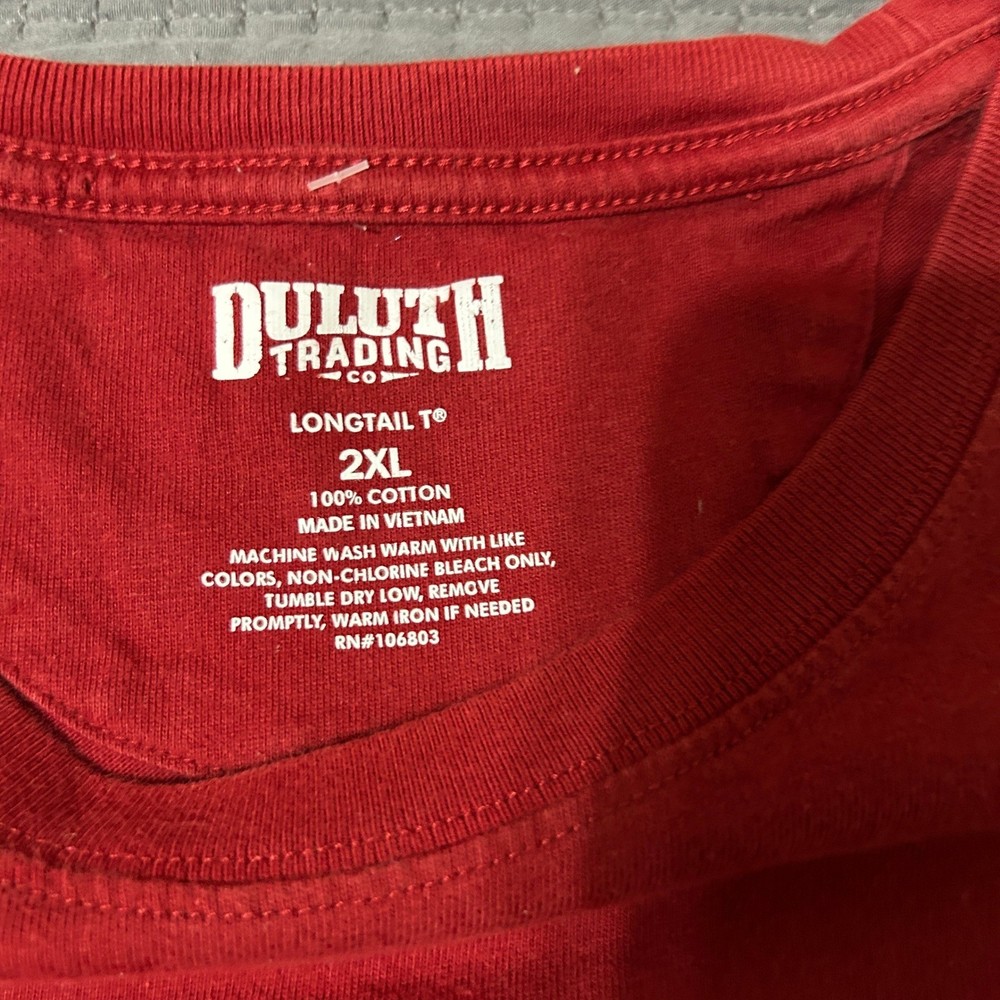 DULUTH
TRADING
CO
LONGTAIL T®
2XL
100% COTTON
MADE IN VIETNAM
MACHINE WASH WARM WITH LIKE
COLORS, NON-CHLORINE BLEACH ONLY,
TUMBLE DRY LOW, REMOVE
PROMPTLY, WARM IRON IF NEEDED
RN#106803